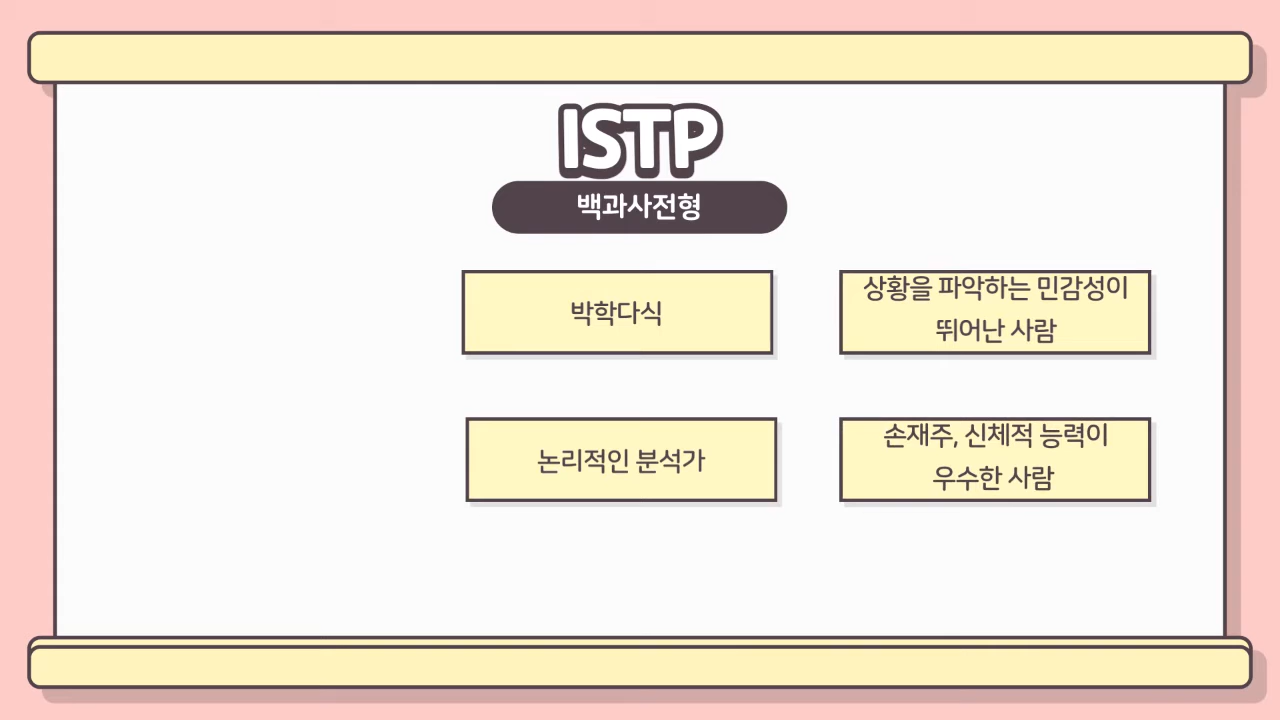 ISTP
백과사전형
박학다식
상황을 파악하는 민감성이
뛰어난 사람
논리적인 분석가
손재주, 신체적 능력이
우수한 사람